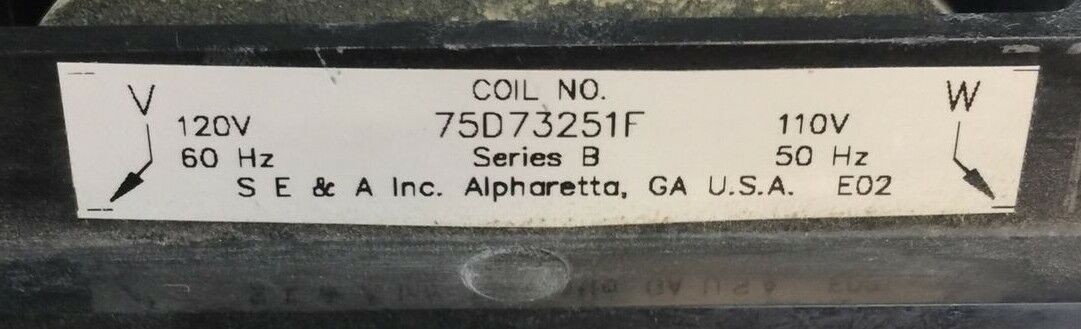 V COIL NO. W
120V 75D73251F 110V
60 Hz Series B 50 Hz
S E & A Inc. Alpharetta, GA U.S.A. E02